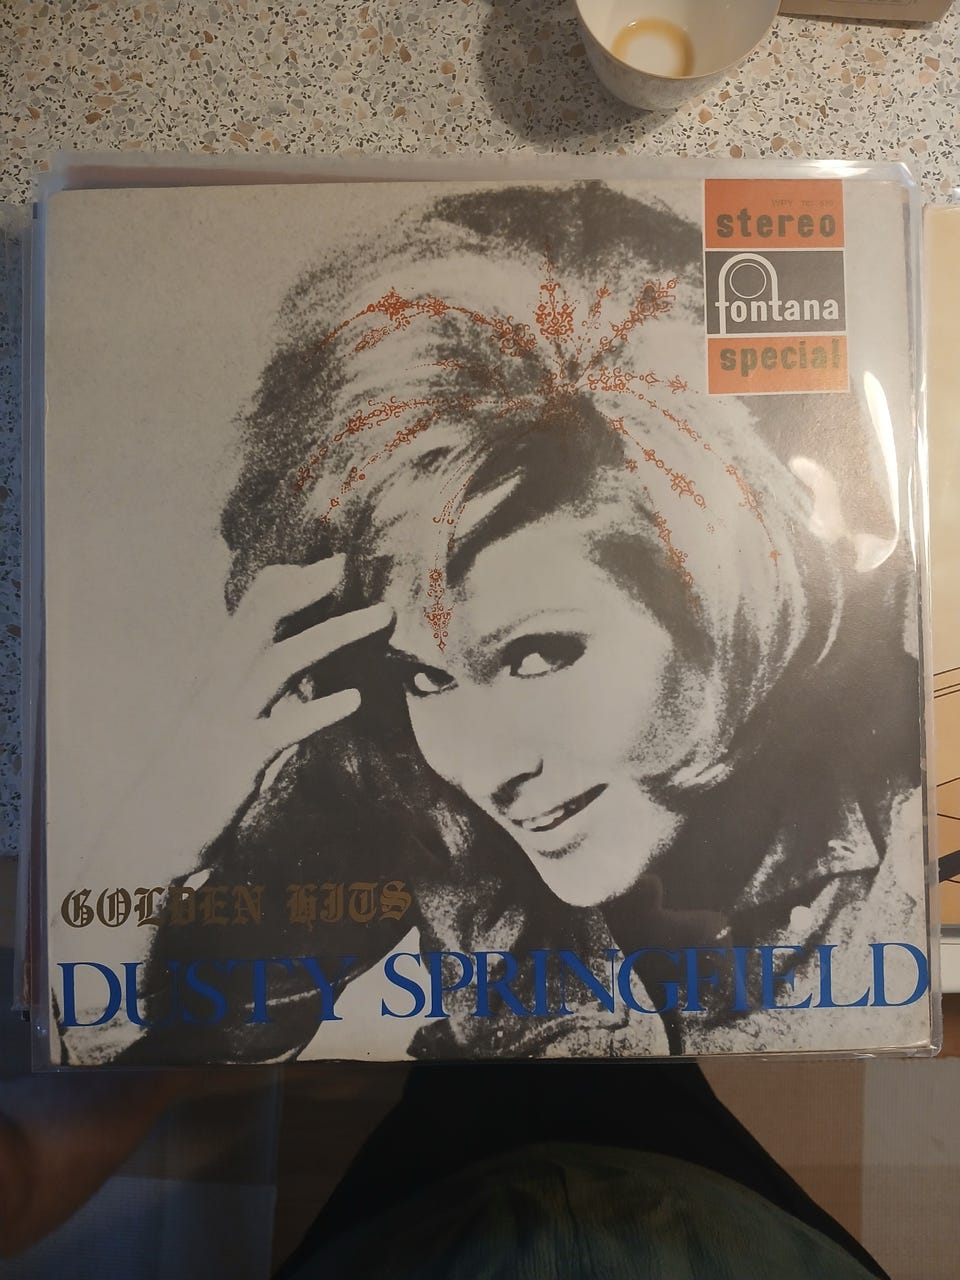 stereo
fontana
special
GOLDEN HITS
DUSTY SPRINGFIELD